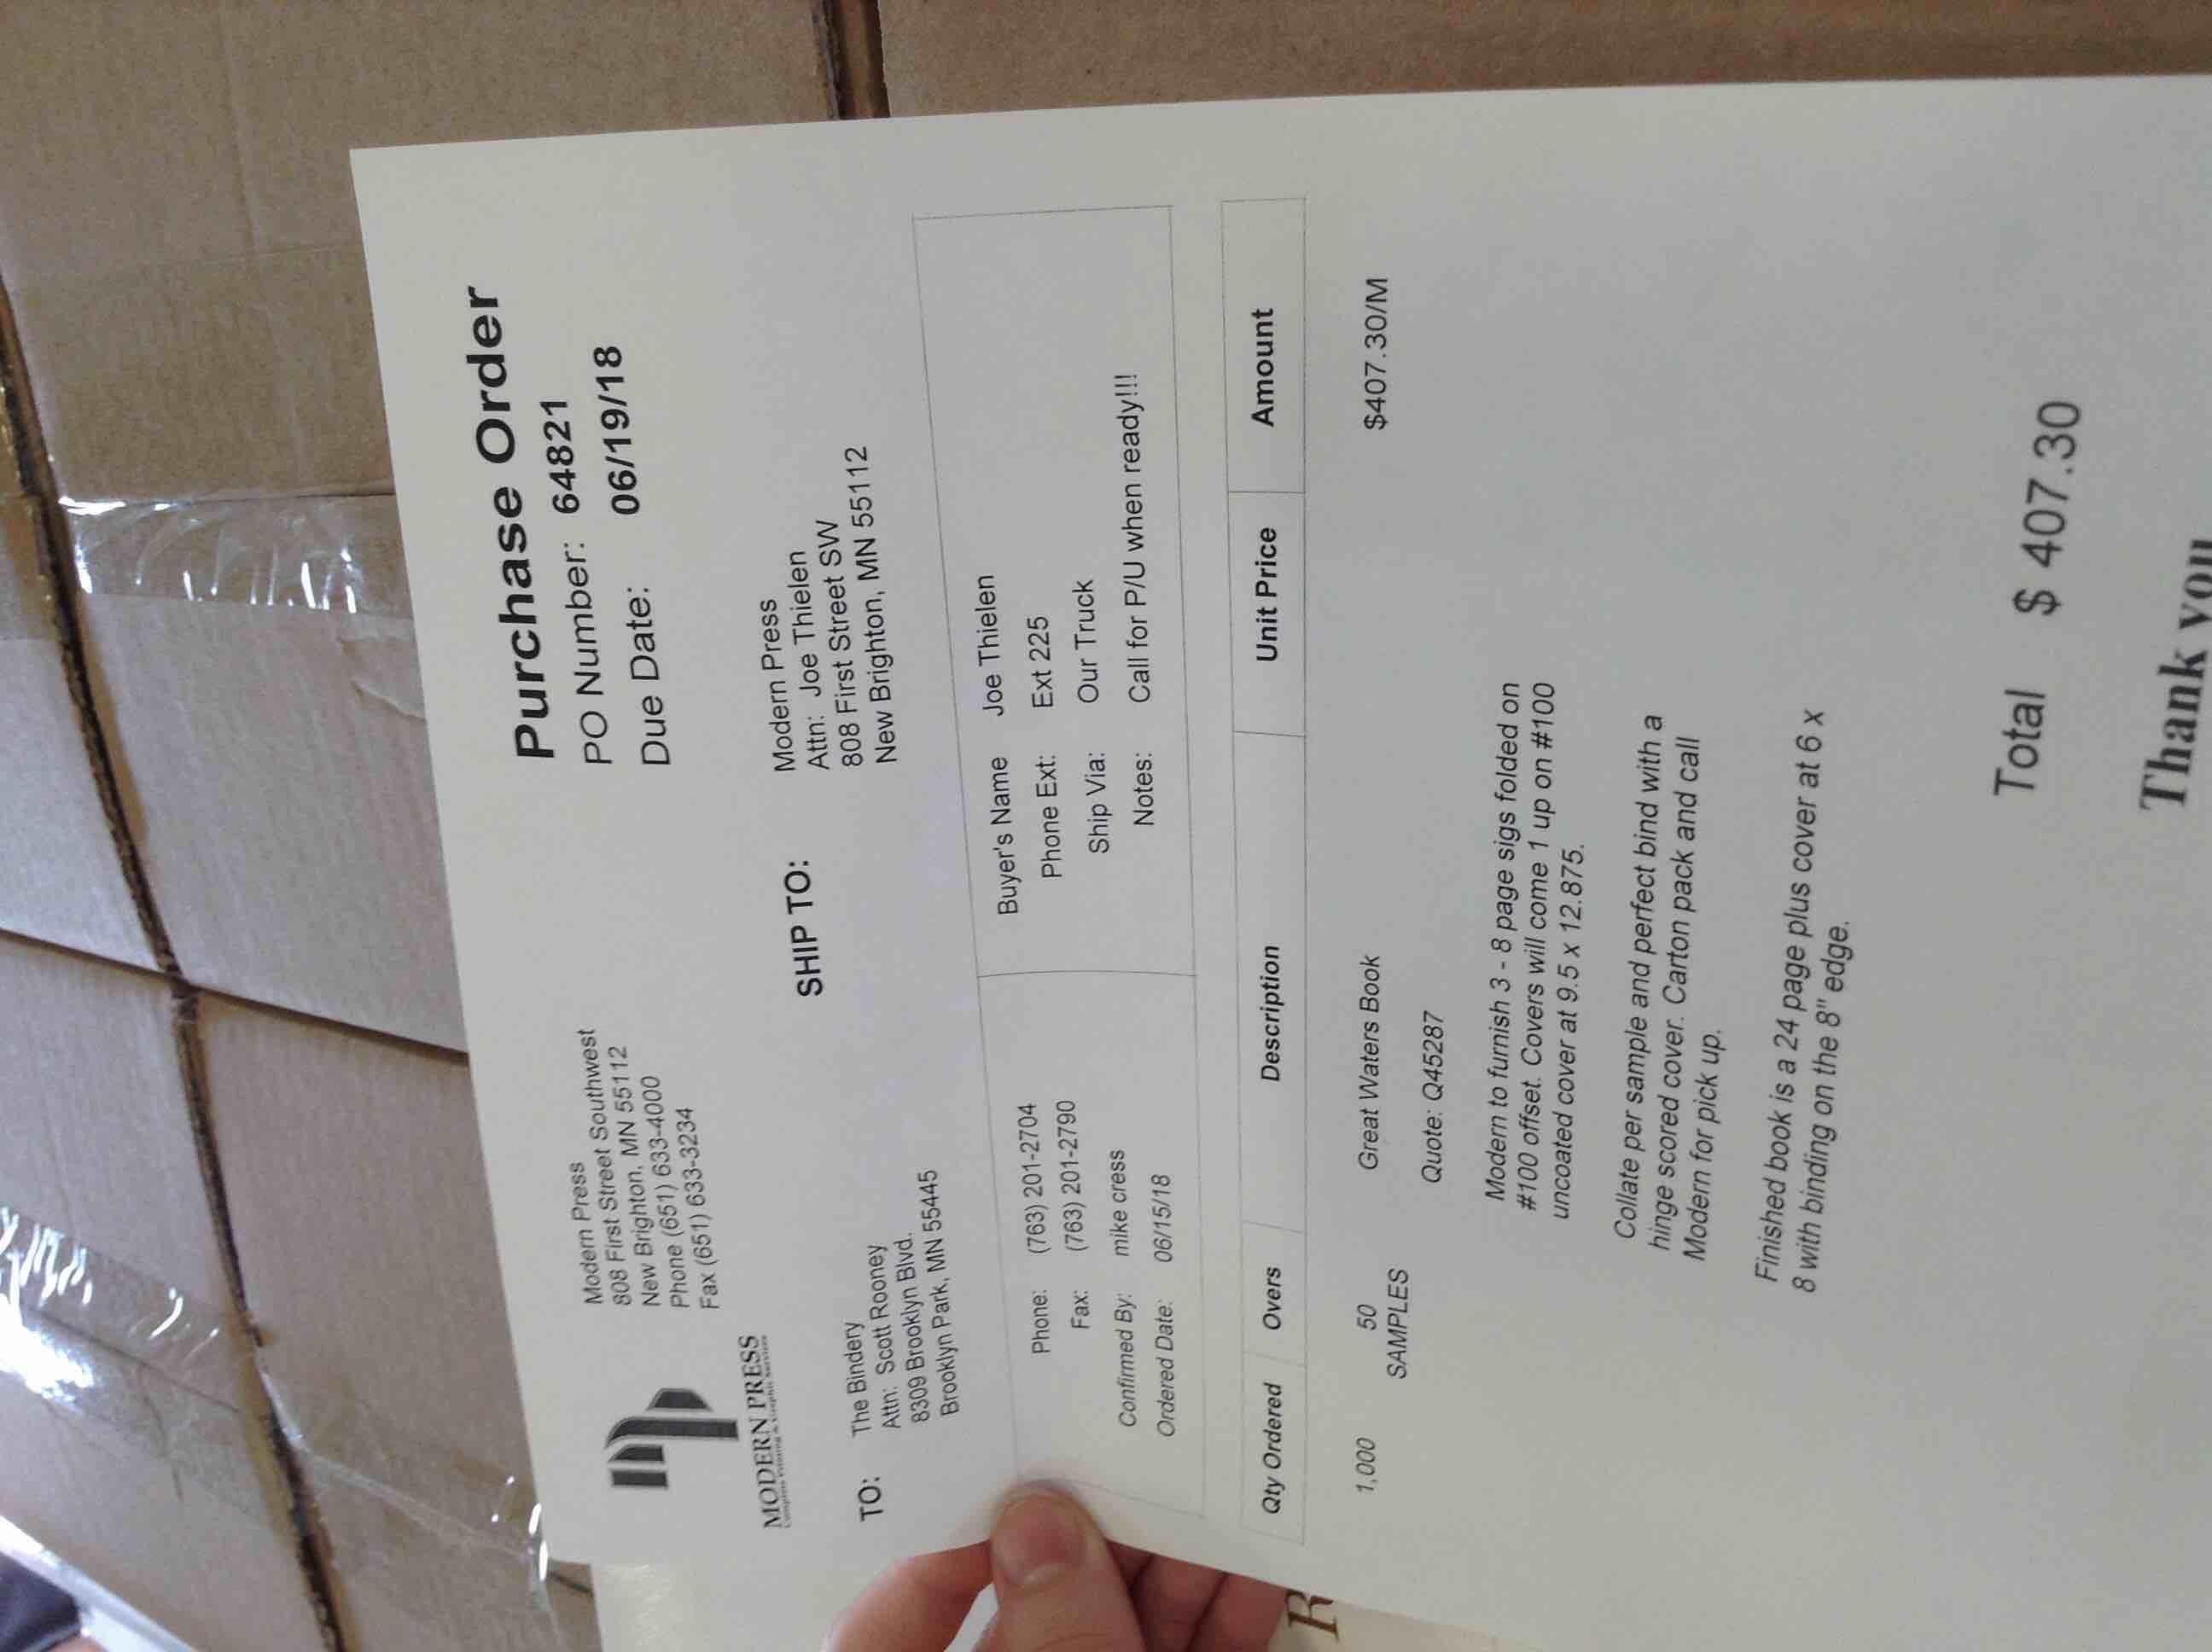 Purchase Order
PO Number: 64821
Due Date: 06/19/18
Modern Press
808 First Street Southwest
New Brighton, MN 55112
Phone (651) 633-4000
Fax (651) 633-3234
MODERN PRESS
TO:
The Bindery
Attn: Scott Rooney
8309 Brooklyn Blvd.
Brooklyn Park, MN 55445
SHIP TO:
Modern Press
Attn: Joe Thielen
808 First Street SW
New Brighton, MN 55112
Phone: (763) 201-2704
Fax: (763) 201-2790
Confirmed By: mike cress
Ordered Date: 06/15/18
Buyer's Name Joe Thielen
Phone Ext: Ext 225
Ship Via: Our Truck
Notes: Call for P/U when ready!!!
Qty Ordered Overs Description Unit Price Amount
1,000 50 Great Waters Book $407.30/M
SAMPLES
Quote: Q45287
Modern to furnish 3 - 8 page sigs folded on
#100 offset. Covers will come 1 up on #100
uncoated cover at 9.5 x 12.875.
Collate per sample and perfect bind with a
hinge scored cover. Carton pack and call
Modern for pick up.
Finished book is a 24 page plus cover at 6 x
8 with binding on the 8" edge.
Total $ 407.30
Thank you
R